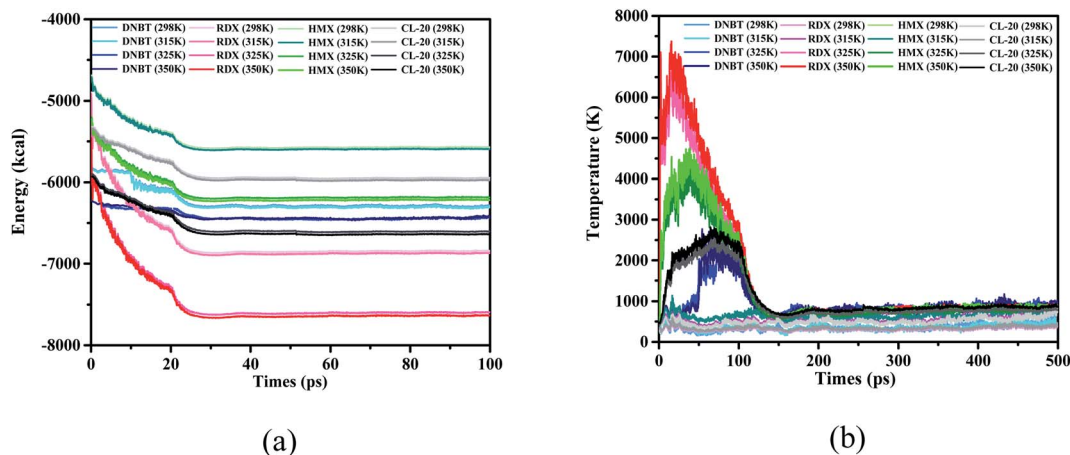 -4000
-5000
-6000
-7000
-8000
Energy (kcal)
DNBT (298K) RDX (298K) HMX (298K) CL-20 (298K)
DNBT (315K) RDX (315K) HMX (315K) CL-20 (315K)
DNBT (325K) RDX (325K) HMX (325K) CL-20 (325K)
DNBT (350K) RDX (350K) HMX (350K) CL-20 (350K)
0 20 40 60 80 100
Times (ps)
(a)
8000
7000
6000
5000
4000
3000
2000
1000
0
Temperature (K)
DNBT (298K) RDX (298K) HMX (298K) CL-20 (298K)
DNBT (315K) RDX (315K) HMX (315K) CL-20 (315K)
DNBT (325K) RDX (325K) HMX (325K) CL-20 (325K)
DNBT (350K) RDX (350K) HMX (350K) CL-20 (350K)
0 100 200 300 400 500
Times (ps)
(b)